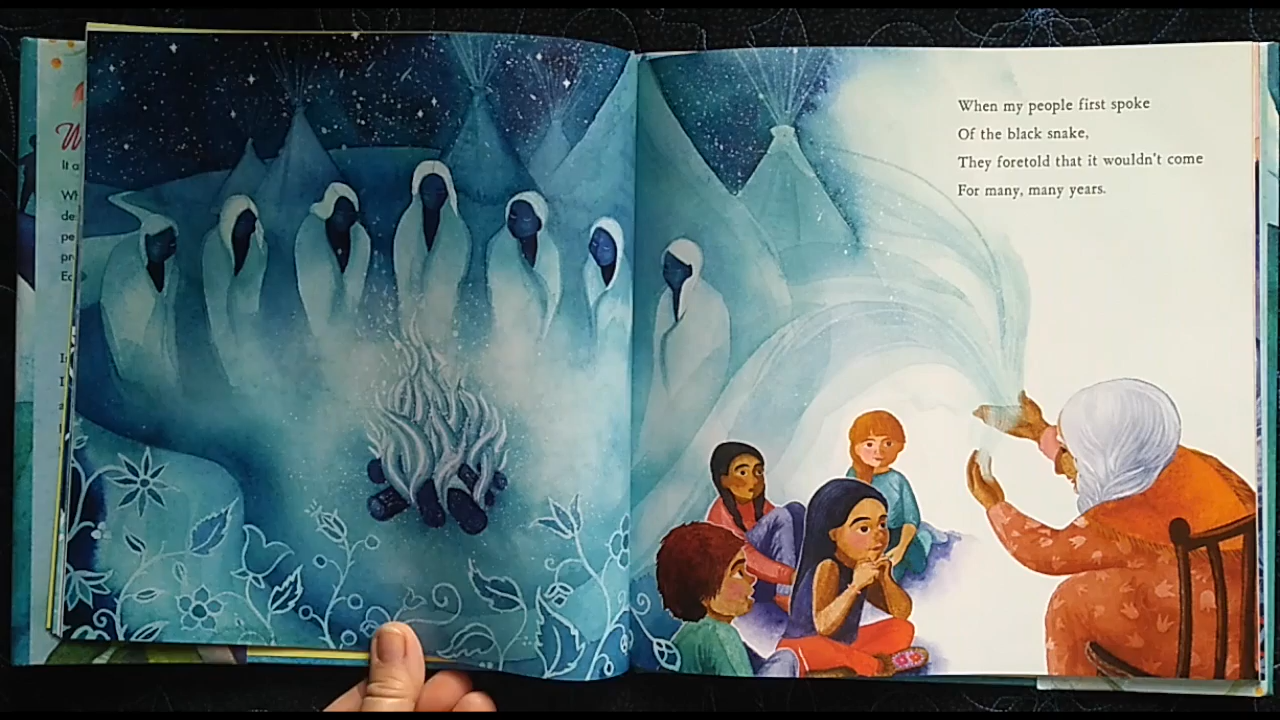 When my people first spoke
Of the black snake,
They foretold that it wouldn't come
For many, many years.